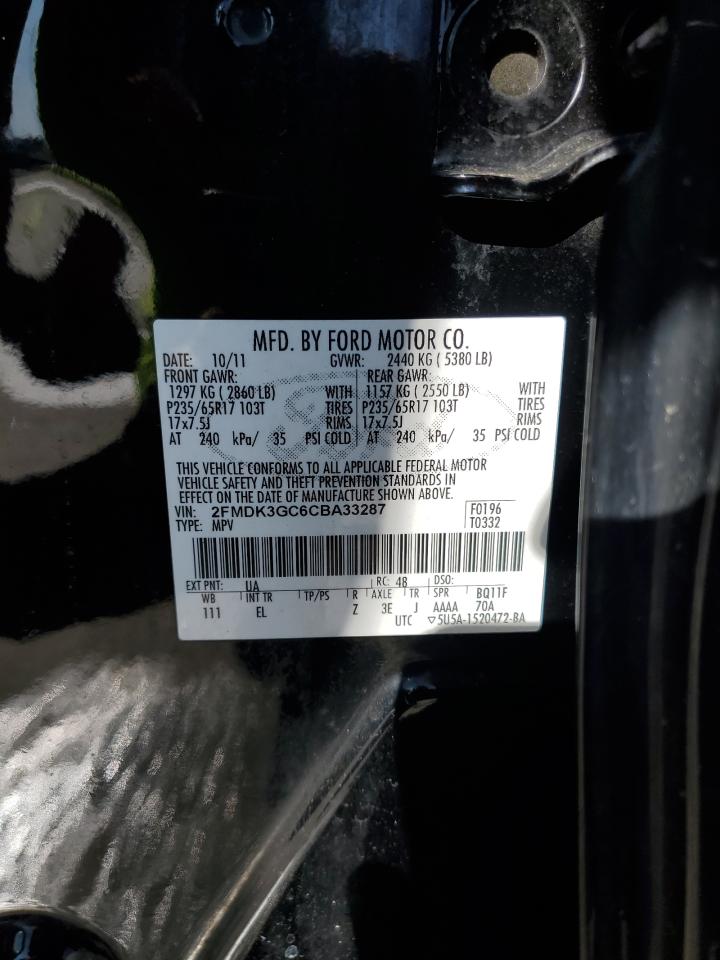 MFD. BY FORD MOTOR CO.
DATE: 10/11 GVWR: 2440 KG ( 5380 LB)
FRONT GAWR: REAR GAWR:
1297 KG ( 2860 LB) WITH 1157 KG ( 2550 LB) WITH
P235/65R17 103T TIRES P235/65R17 103T TIRES
17x7.5J RIMS 17x7.5J RIMS
AT 240 kPa/ 35 PSI COLD AT 240 kPa/ 35 PSI COLD
THIS VEHICLE CONFORMS TO ALL APPLICABLE FEDERAL MOTOR
VEHICLE SAFETY AND THEFT PREVENTION STANDARDS IN
EFFECT ON THE DATE OF MANUFACTURE SHOWN ABOVE.
VIN: 2FMDK3GC6CBA33287 F0196
TYPE: MPV T0332
EXT PNT: UA RC: 48 DSO:
WB INT TR TP/PS R AXLE TR SPR BQ11F
111 EL Z 3E J AAAA 70A
UTC ▽5U5A-1520472-BA